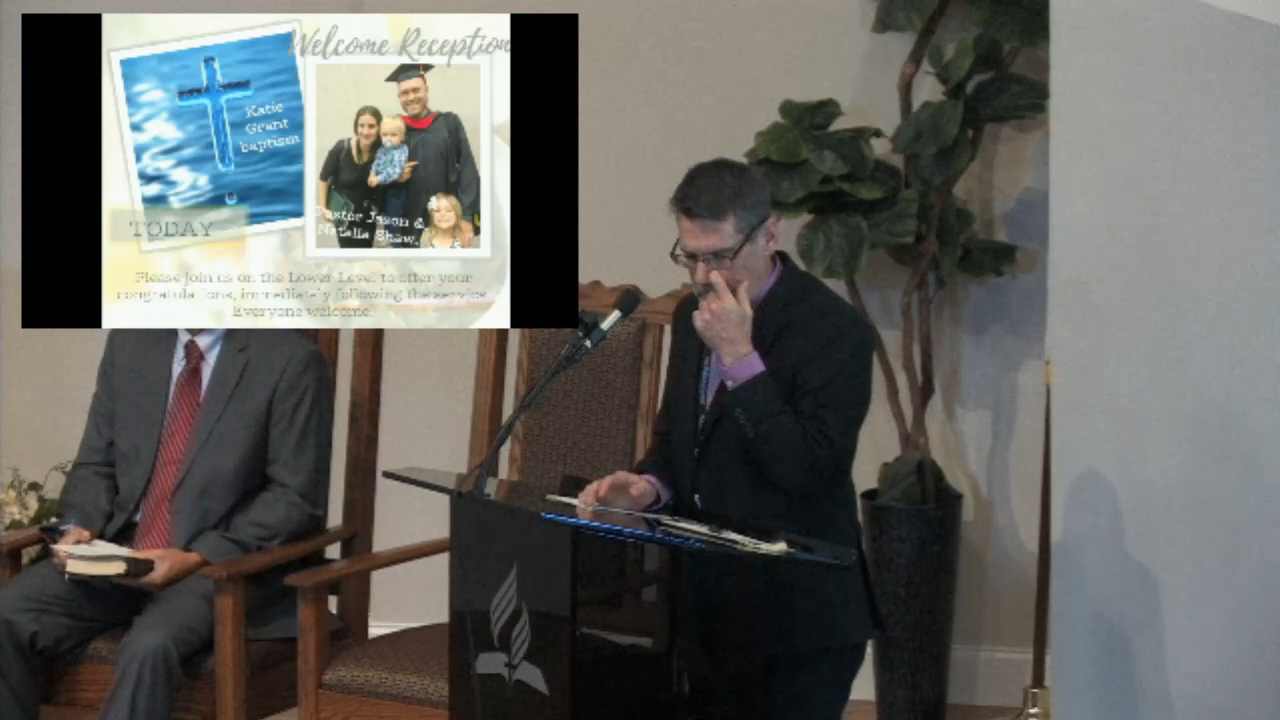 Welcome Reception
Katie
Grant
baptism
Pastor Jason &
Natalia Shaw.
TODAY
Please join us on the Lower Level to offer your
congratulations, immediately following the service.
Everyone welcome.